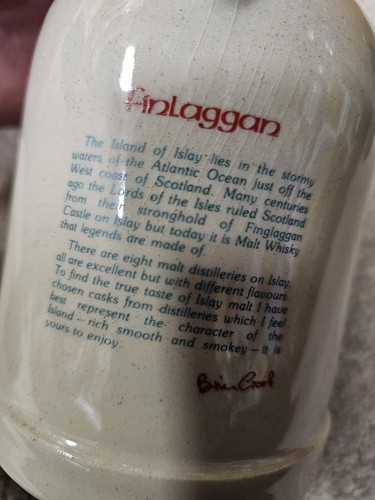 Finlaggan
The Island of Islay lies in the stormy
waters of the Atlantic Ocean just off the
West coast of Scotland. Many centuries
ago the Lords of the Isles ruled Scotland
from their stronghold of Finglaggan
Castle on Islay but today it is Malt Whisky
that legends are made of.
There are eight malt distilleries on Islay,
all are excellent but with different flavours.
To find the true taste of Islay malt I have
chosen casks from distilleries which I feel
best represent the character of the
Island - rich smooth and smokey - it is
yours to enjoy.
Brian Crook